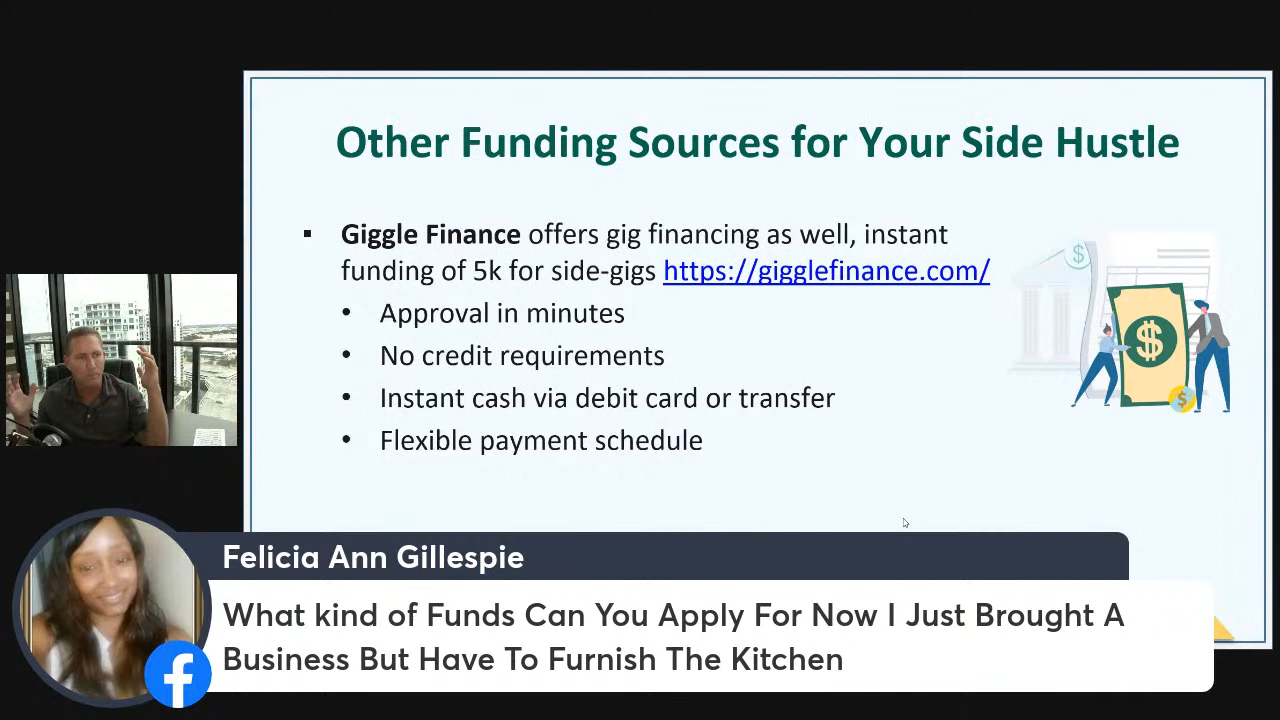 Other Funding Sources for Your Side Hustle
▪ Giggle Finance offers gig financing as well, instant
funding of 5k for side-gigs https://gigglefinance.com/
• Approval in minutes
• No credit requirements
• Instant cash via debit card or transfer
• Flexible payment schedule
$
$
$
Felicia Ann Gillespie
What kind of Funds Can You Apply For Now I Just Brought A
Business But Have To Furnish The Kitchen